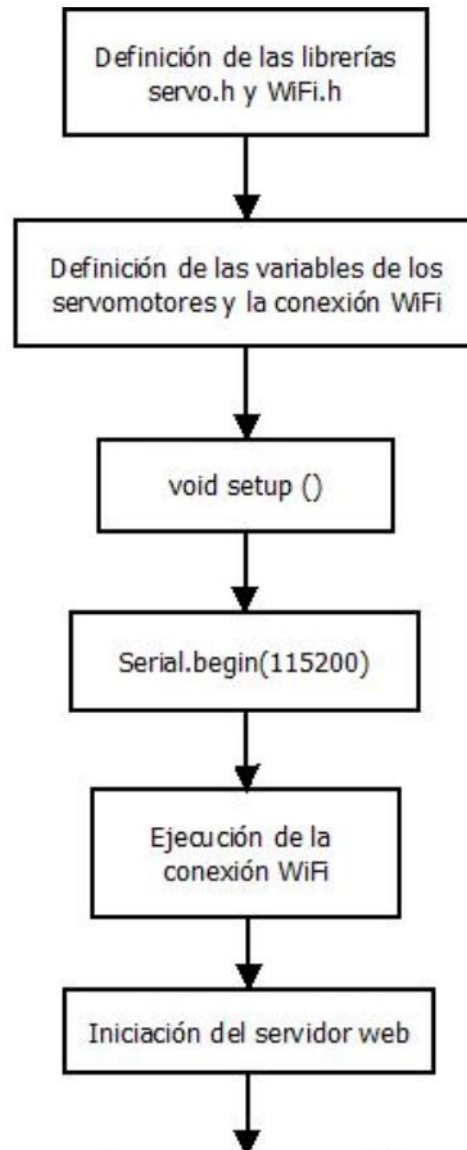 Definición de las librerías
servo.h y WiFi.h
Definición de las variables de los
servomotores y la conexión WiFi
void setup ()
Serial.begin(115200)
Ejecución de la
conexión WiFi
Iniciación del servidor web